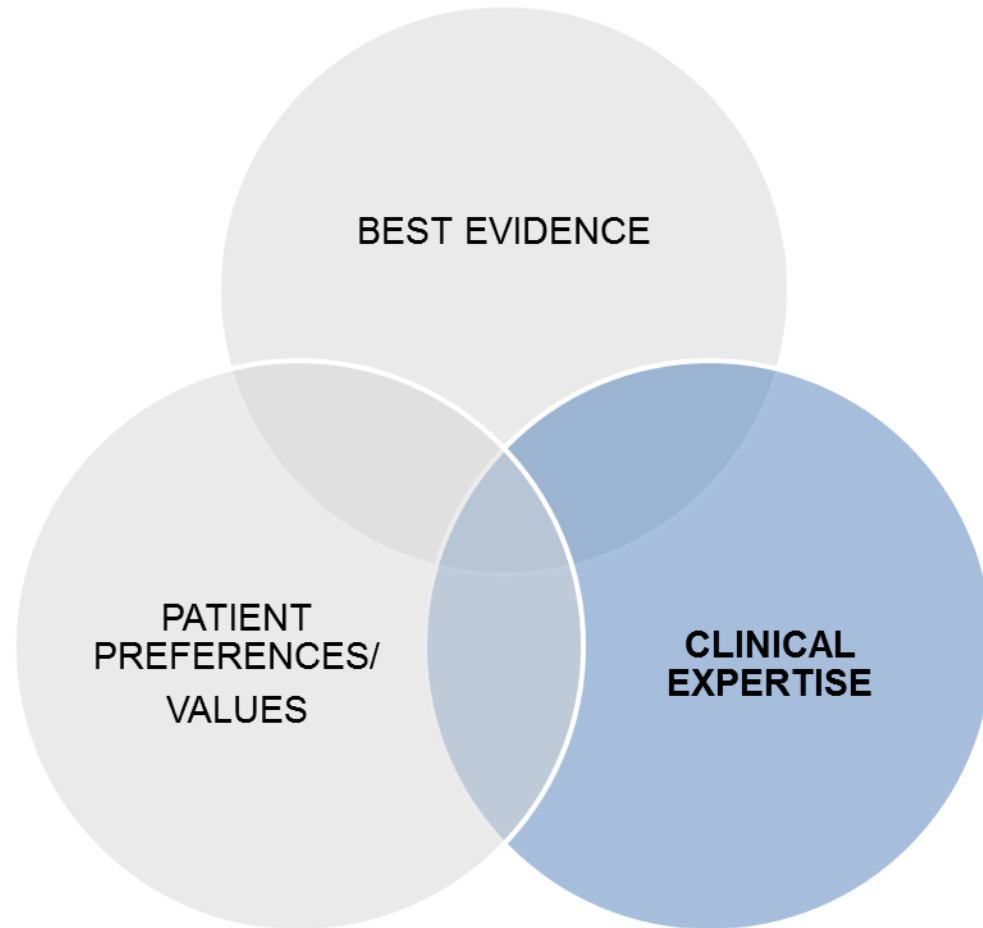 BEST EVIDENCE
PATIENT
PREFERENCES/
VALUES
CLINICAL
EXPERTISE